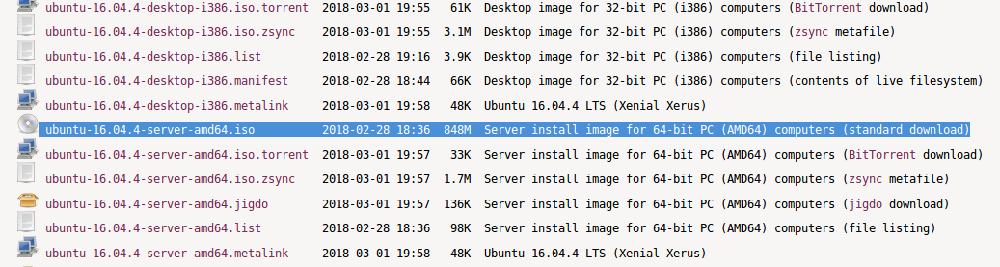 ubuntu-16.04.4-desktop-i386.iso.torrent 2018-03-01 19:55 61K Desktop image for 32-bit PC (i386) computers (BitTorrent download)
ubuntu-16.04.4-desktop-i386.iso.zsync 2018-03-01 19:55 3.1M Desktop image for 32-bit PC (i386) computers (zsync metafile)
ubuntu-16.04.4-desktop-i386.list 2018-02-28 19:16 3.9K Desktop image for 32-bit PC (i386) computers (file listing)
ubuntu-16.04.4-desktop-i386.manifest 2018-02-28 18:44 66K Desktop image for 32-bit PC (i386) computers (contents of live filesystem)
ubuntu-16.04.4-desktop-i386.metalink 2018-03-01 19:58 48K Ubuntu 16.04.4 LTS (Xenial Xerus)
ubuntu-16.04.4-server-amd64.iso 2018-02-28 18:36 848M Server install image for 64-bit PC (AMD64) computers (standard download)
ubuntu-16.04.4-server-amd64.iso.torrent 2018-03-01 19:57 33K Server install image for 64-bit PC (AMD64) computers (BitTorrent download)
ubuntu-16.04.4-server-amd64.iso.zsync 2018-03-01 19:57 1.7M Server install image for 64-bit PC (AMD64) computers (zsync metafile)
ubuntu-16.04.4-server-amd64.jigdo 2018-03-01 19:57 136K Server install image for 64-bit PC (AMD64) computers (jigdo download)
ubuntu-16.04.4-server-amd64.list 2018-02-28 18:36 98K Server install image for 64-bit PC (AMD64) computers (file listing)
ubuntu-16.04.4-server-amd64.metalink 2018-03-01 19:58 48K Ubuntu 16.04.4 LTS (Xenial Xerus)